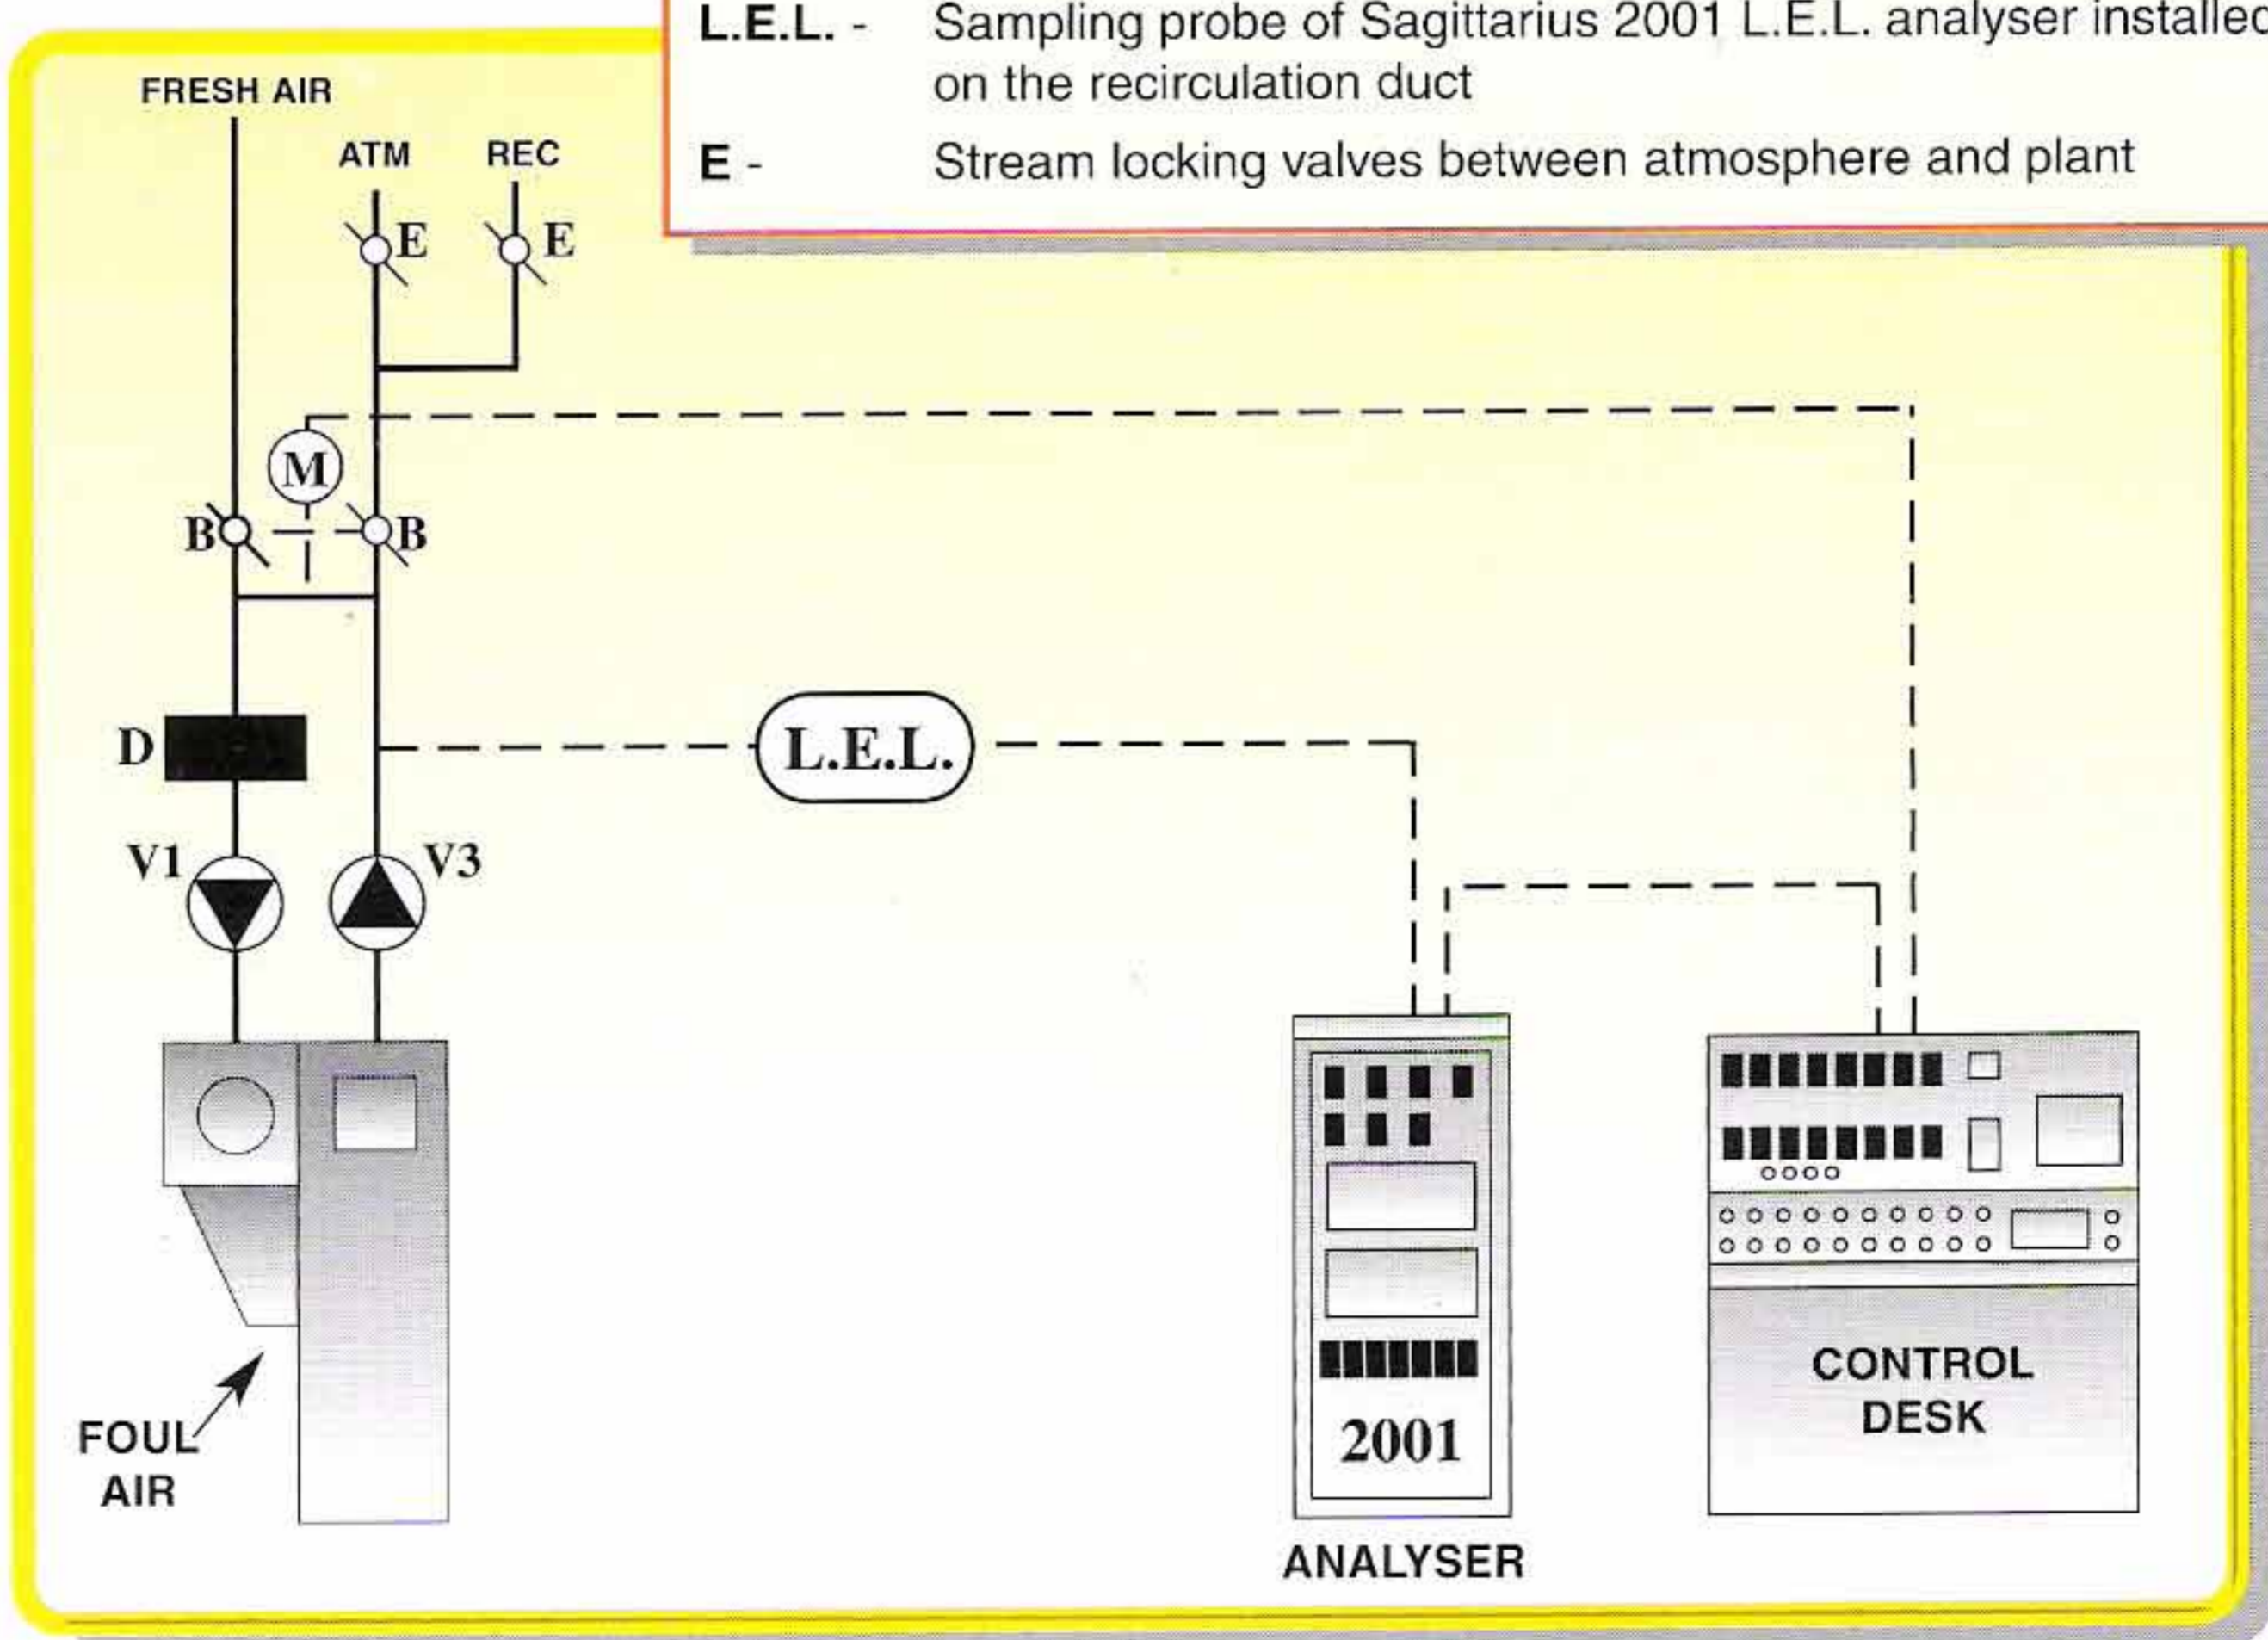 L.E.L. - Sampling probe of Sagittarius 2001 L.E.L. analyser installed
on the recirculation duct
E - Stream locking valves between atmosphere and plant
FRESH AIR
ATM REC
E E
M
B B
D L.E.L.
V1 V3
2001
CONTROL
DESK
FOUL
AIR
ANALYSER